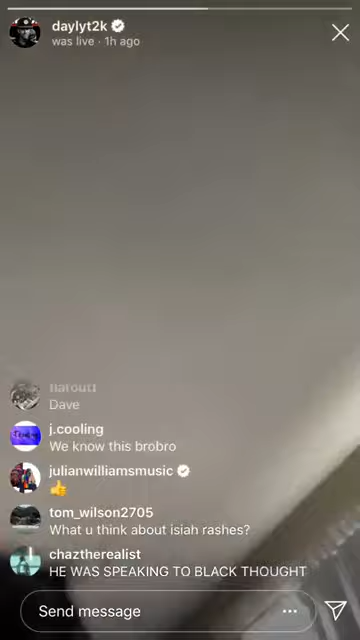 daylyt2k
was live · 1h ago
Dave
j.cooling
We know this brobro
julianwilliamsmusic
👍
tom_wilson2705
What u think about isiah rashes?
chaztherealist
HE WAS SPEAKING TO BLACK THOUGHT
Send message